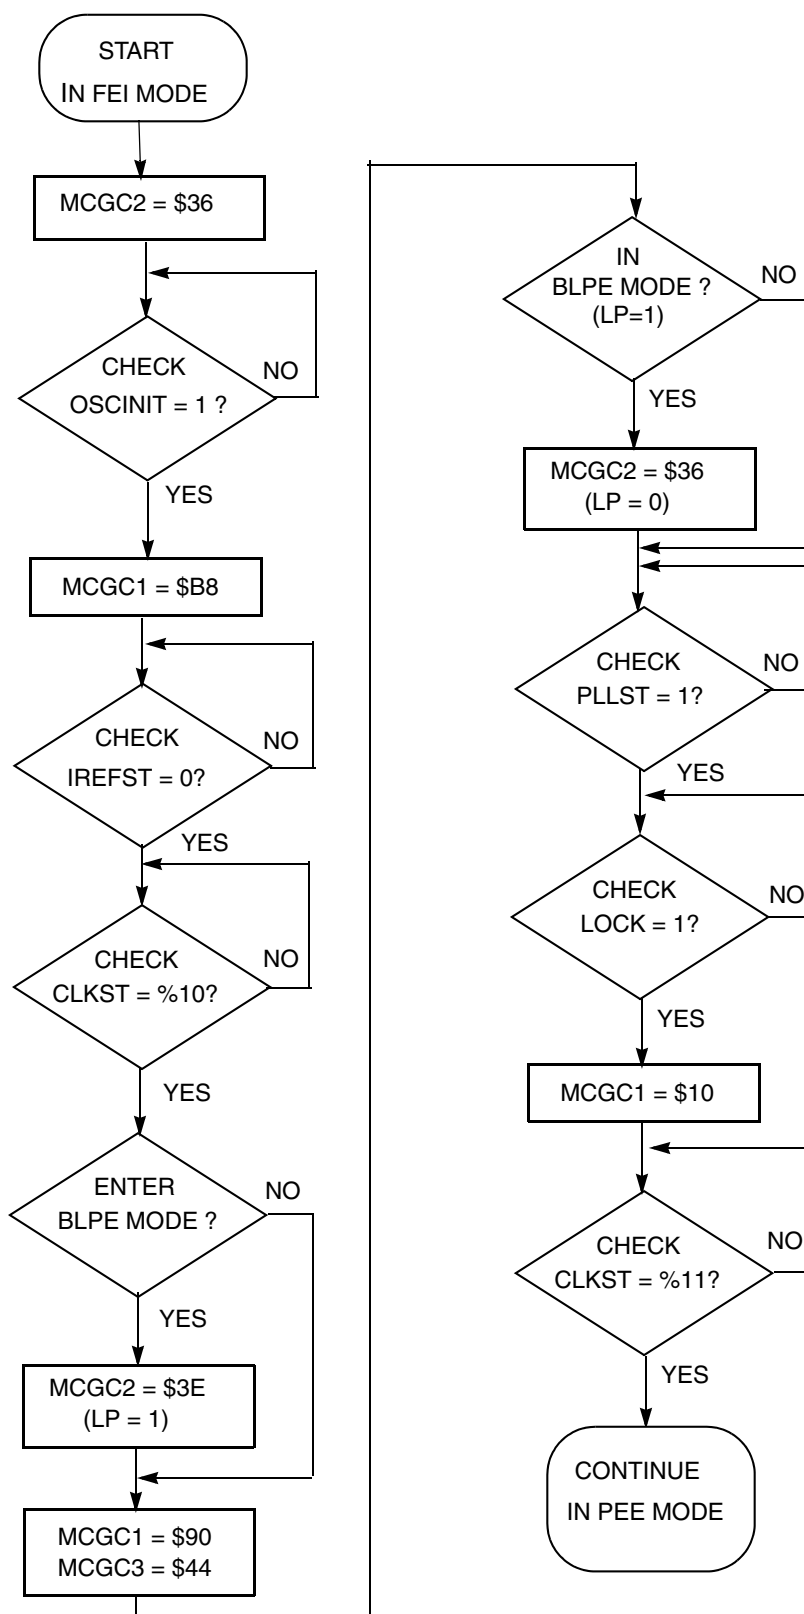 START
IN FEI MODE
MCGC2 = $36
CHECK
OSCINIT = 1 ?
NO
YES
MCGC1 = $B8
CHECK
IREFST = 0?
NO
YES
CHECK
CLKST = %10?
NO
YES
ENTER
BLPE MODE ?
NO
YES
MCGC2 = $3E
(LP = 1)
MCGC1 = $90
MCGC3 = $44
IN
BLPE MODE ?
(LP=1)
NO
YES
MCGC2 = $36
(LP = 0)
CHECK
PLLST = 1?
NO
YES
CHECK
LOCK = 1?
NO
YES
MCGC1 = $10
CHECK
CLKST = %11?
NO
YES
CONTINUE
IN PEE MODE